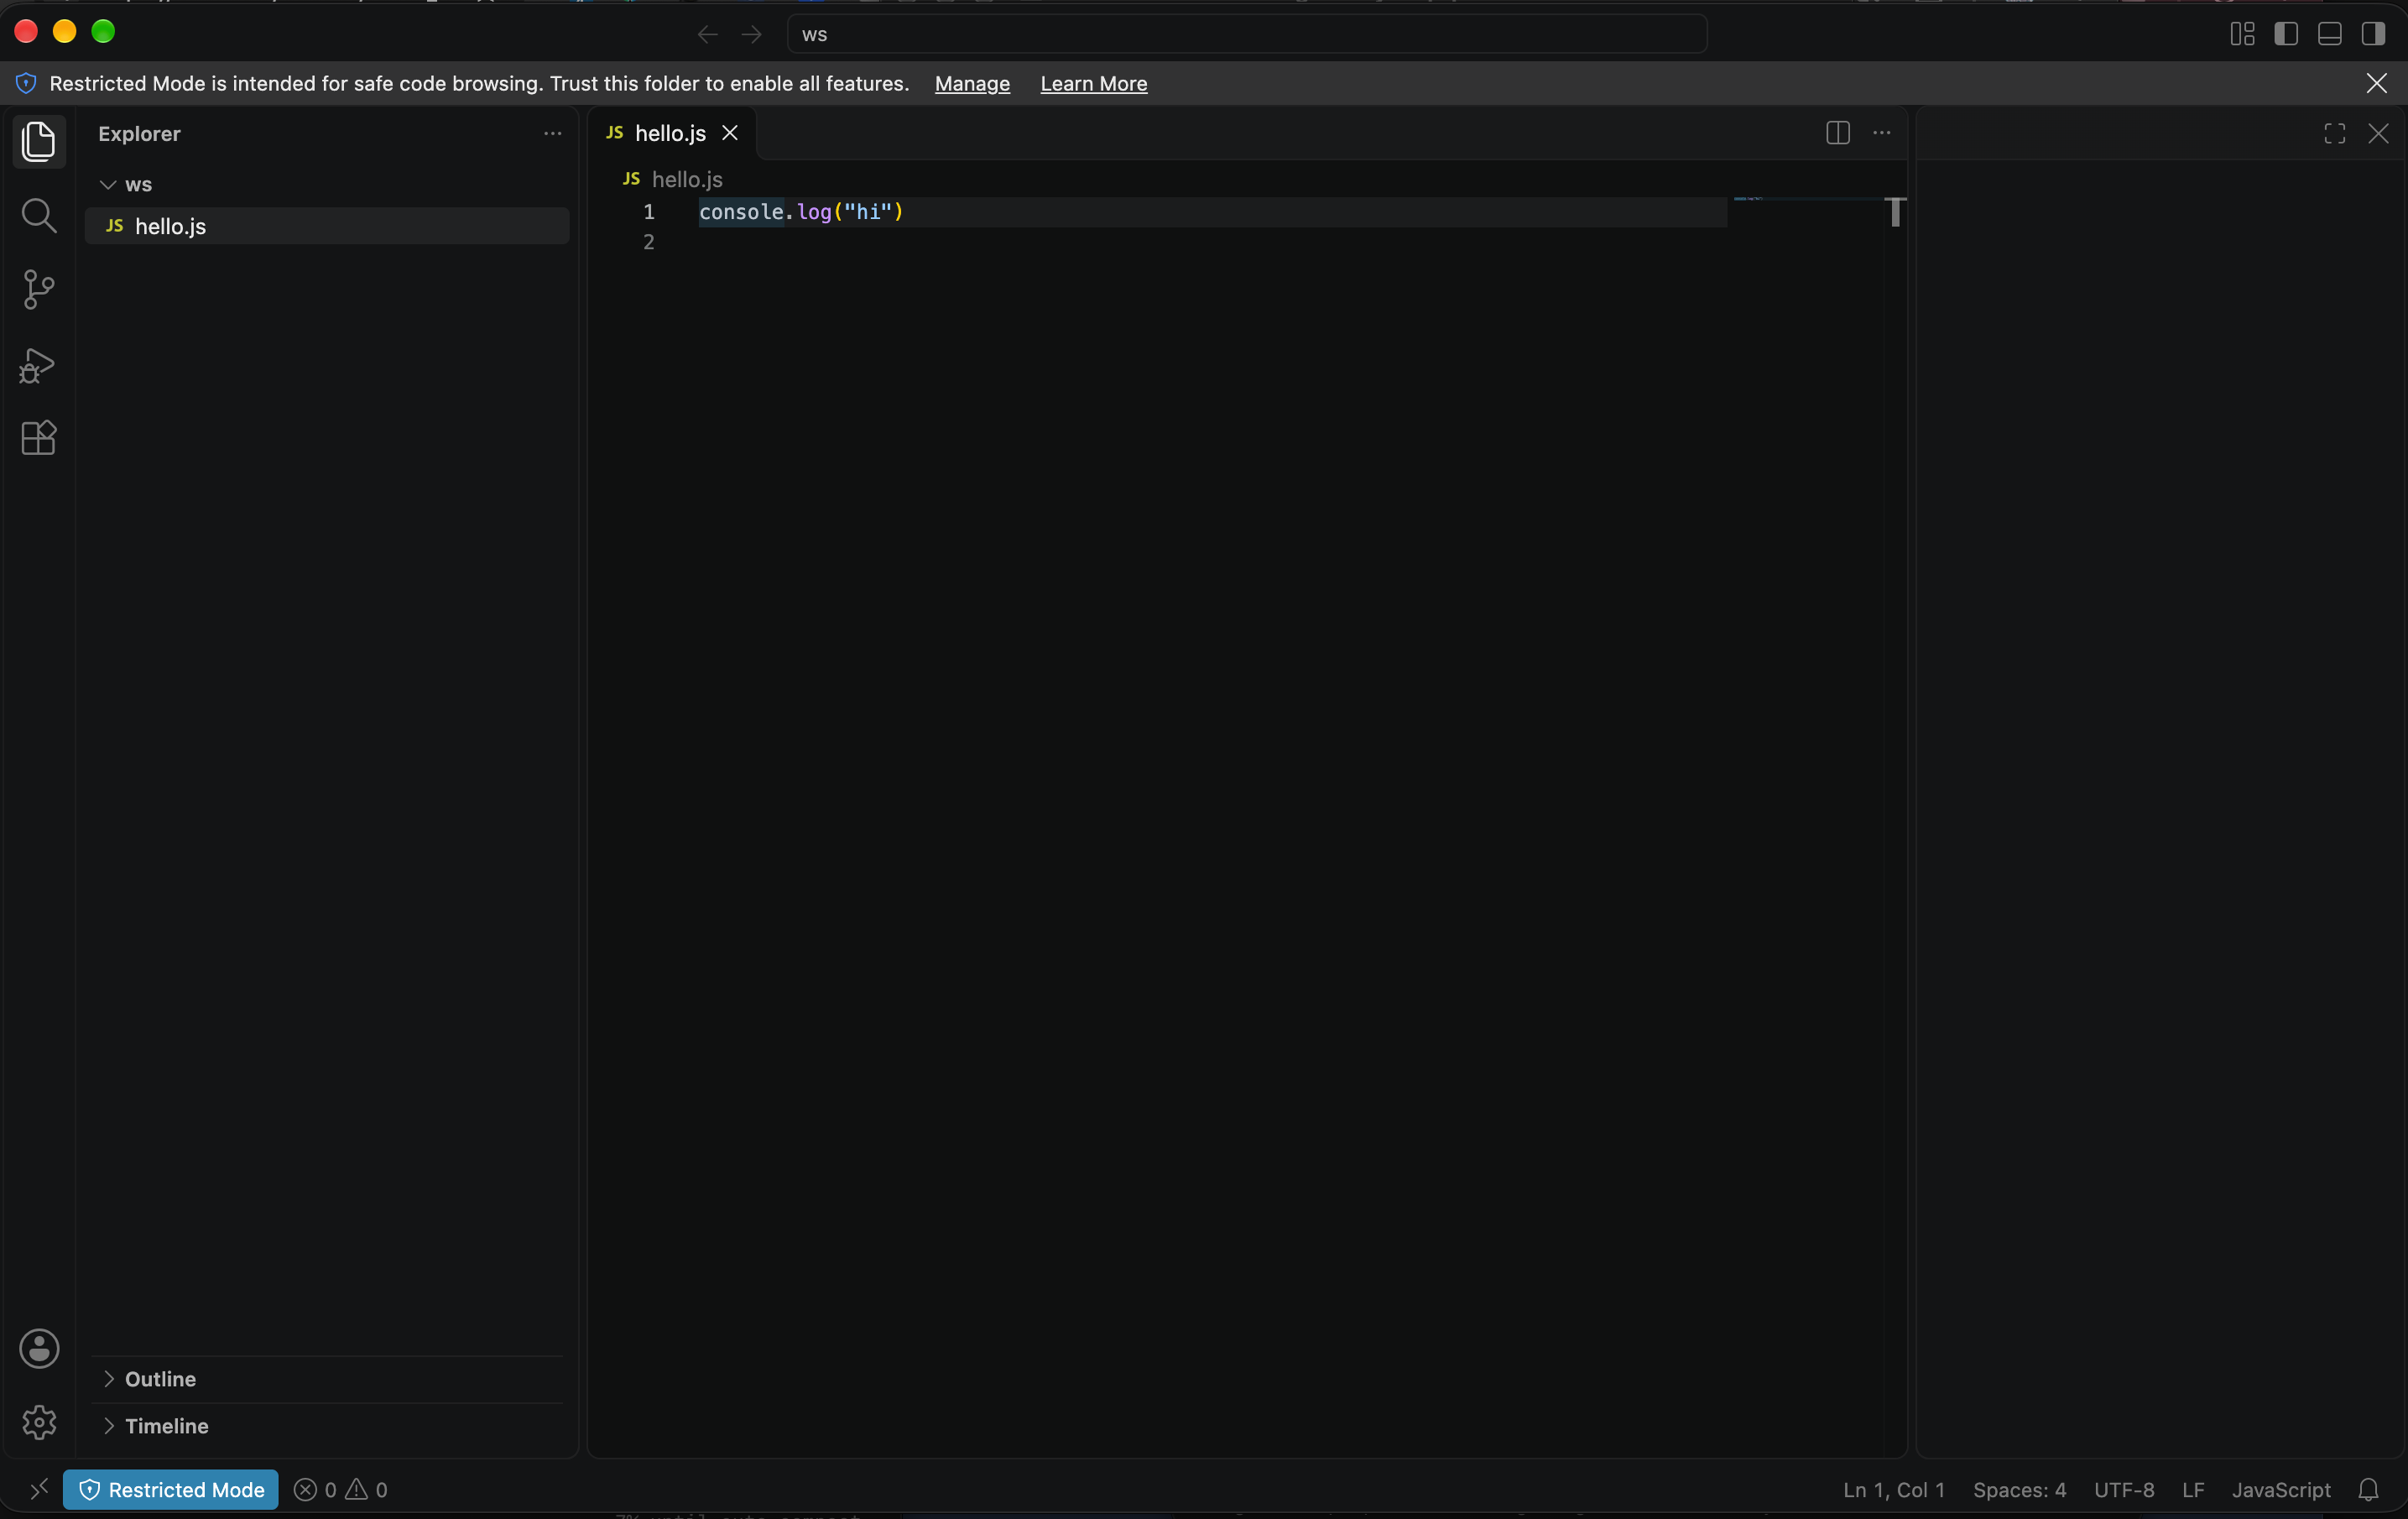 ws
Restricted Mode is intended for safe code browsing. Trust this folder to enable all features. Manage Learn More
Explorer
ws
JS hello.js
JS hello.js
JS hello.js
1 console.log("hi")
2
Outline
Timeline
Restricted Mode 0 0
Ln 1, Col 1 Spaces: 4 UTF-8 LF JavaScript